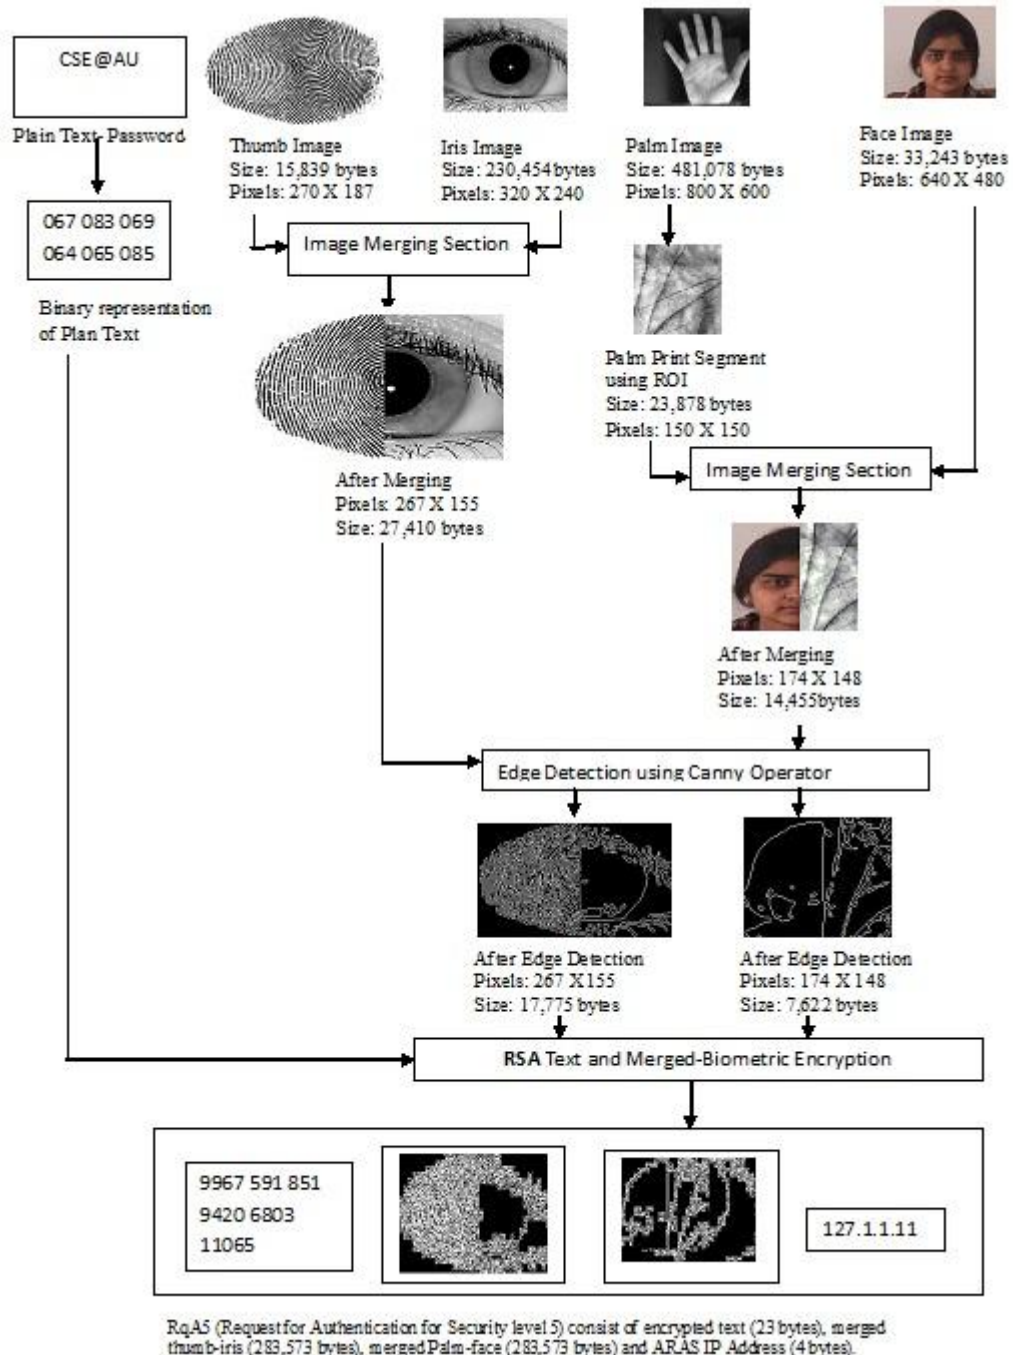 CSE@AU
Plain Text- Password
067 083 069
064 065 085
Binary representation
of Plan Text
Thumb Image
Size: 15,839 bytes
Pixels: 270 X 187
Iris Image
Size: 230,454bytes
Pixels: 320 X 240
Palm Image
Size: 481,078 bytes
Pixels: 800 X 600
Face Image
Size: 33,243 bytes
Pixels: 640 X 480
Image Merging Section
After Merging
Pixels: 267 X 155
Size: 27,410 bytes
Palm Print Segment
using ROI
Size: 23,878 bytes
Pixels: 150 X 150
Image Merging Section
After Merging
Pixels: 174 X 148
Size: 14,455bytes
Edge Detection using Canny Operator
After Edge Detection
Pixels: 267 X155
Size: 17,775 bytes
After Edge Detection
Pixels: 174 X 148
Size: 7,622 bytes
RSA Text and Merged-Biometric Encryption
9967 591 851
9420 6803
11065
127.1.1.11
RqA5 (Request for Authentication for Security level 5) consist of encrypted text (23 bytes), merged
thumb-iris (283,573 bytes), merged Palm-face (283,573 bytes) and ARAS IP Address (4 bytes).